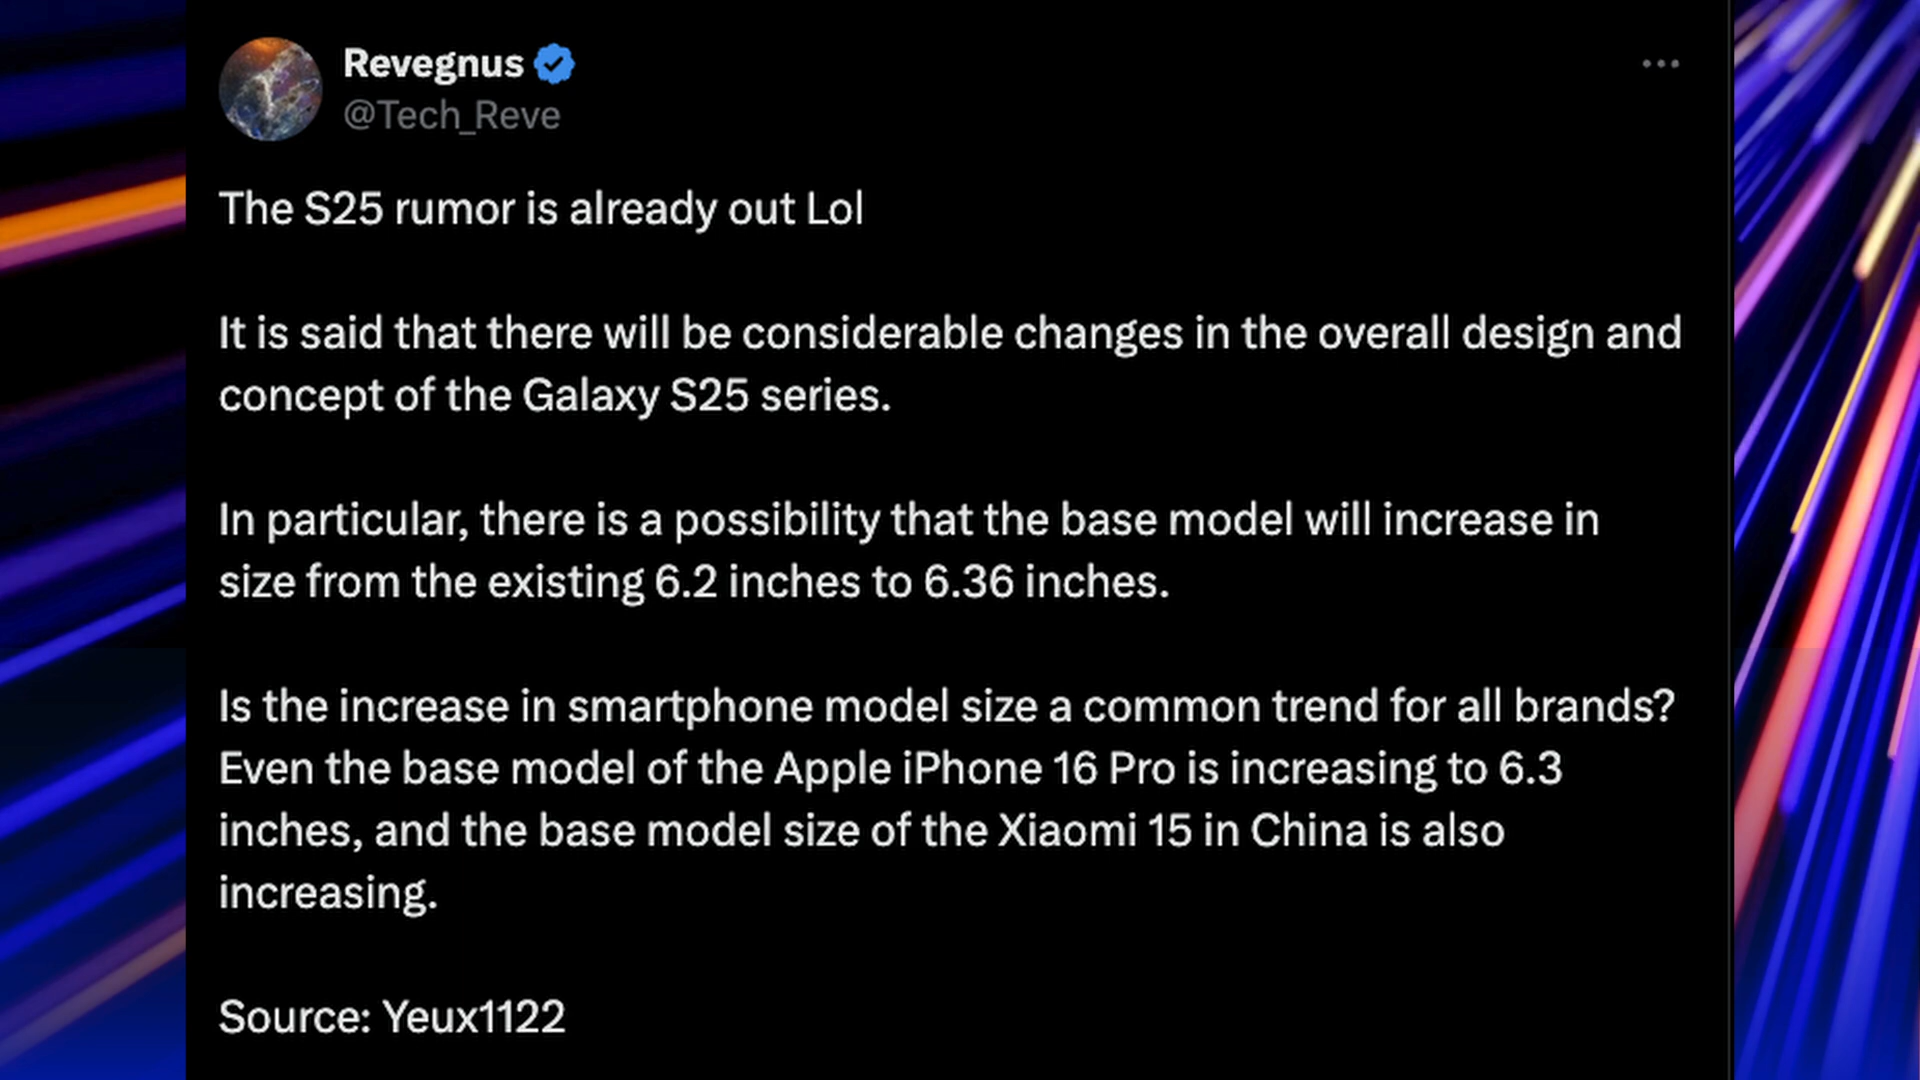 Revegnus
@Tech_Reve
The S25 rumor is already out Lol
It is said that there will be considerable changes in the overall design and
concept of the Galaxy S25 series.
In particular, there is a possibility that the base model will increase in
size from the existing 6.2 inches to 6.36 inches.
Is the increase in smartphone model size a common trend for all brands?
Even the base model of the Apple iPhone 16 Pro is increasing to 6.3
inches, and the base model size of the Xiaomi 15 in China is also
increasing.
Source: Yeux1122